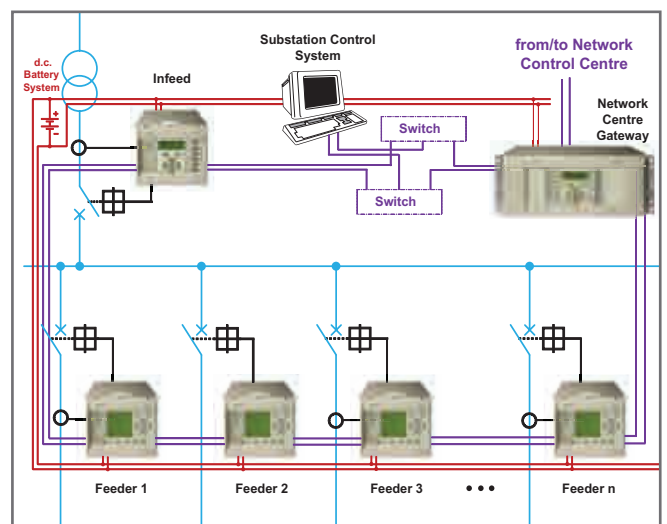 Substation Control
System
from/to Network
Control Centre
d.c.
Battery
System
Infeed
Network
Centre
Gateway
Switch
Switch
+
-
Feeder 1
Feeder 2
Feeder 3
• • •
Feeder n